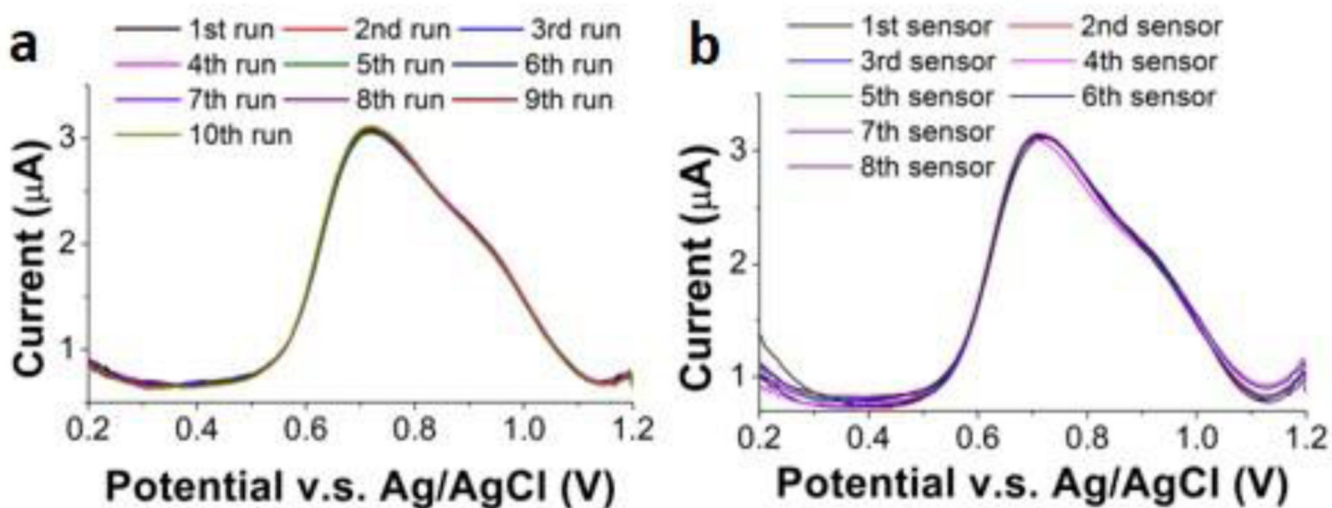 a
1st run 2nd run 3rd run
4th run 5th run 6th run
7th run 8th run 9th run
10th run
3
2
1
Current (μA)
0.2 0.4 0.6 0.8 1.0 1.2
Potential v.s. Ag/AgCl (V)
b
1st sensor 2nd sensor
3rd sensor 4th sensor
5th sensor 6th sensor
7th sensor
8th sensor
3
2
1
Current (μA)
0.2 0.4 0.6 0.8 1.0 1.2
Potential v.s. Ag/AgCl (V)